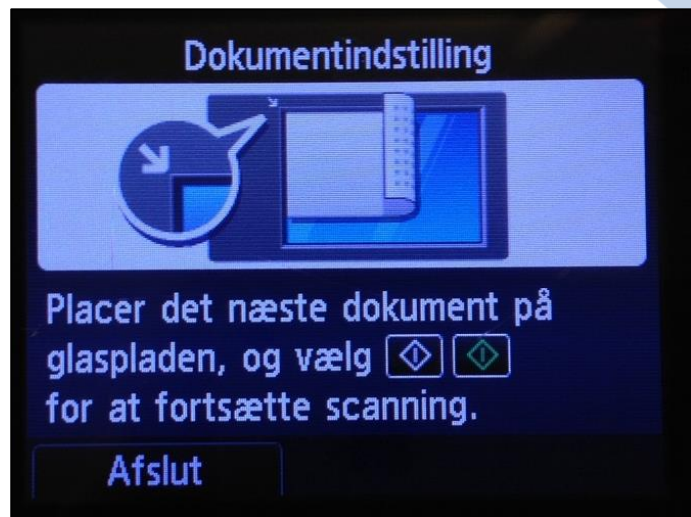 Dokumentindstilling
Placer det næste dokument på
glaspladen, og vælg
for at fortsætte scanning.
Afslut